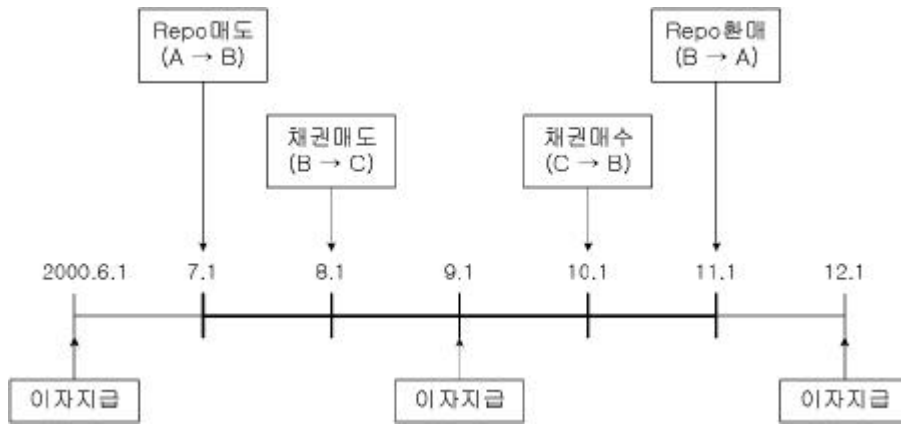 Repo매도
(A → B)
Repo환매
(B → A)
채권매도
(B → C)
채권매수
(C → B)
2000.6.1
7.1
8.1
9.1
10.1
11.1
12.1
이자지급
이자지급
이자지급